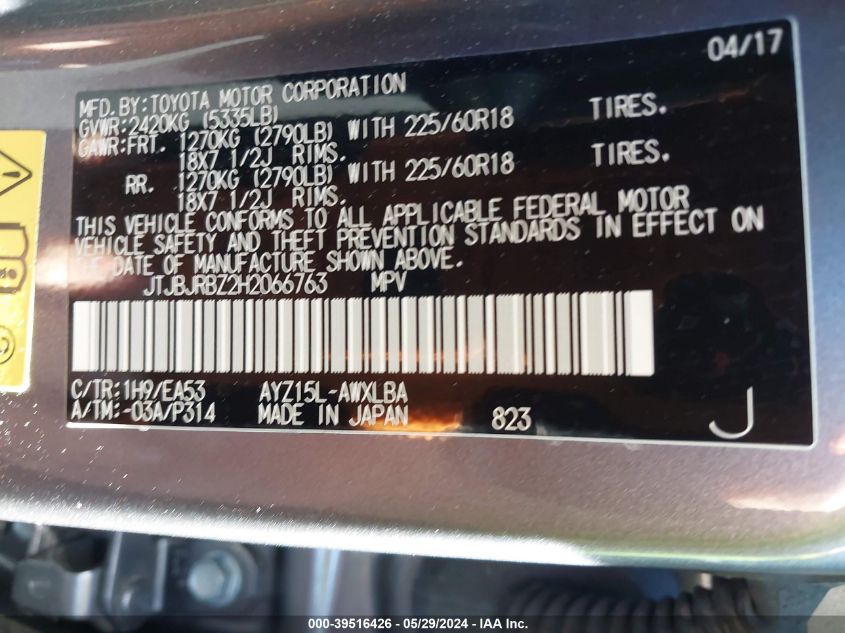 04/17
MFD. BY: TOYOTA MOTOR CORPORATION
GVWR: 2420KG (5335LB)
GAWR: FRT. 1270KG (2790LB) WITH 225/60R18 TIRES.
18X7 1/2J RIMS.
RR. 1270KG (2790LB) WITH 225/60R18 TIRES.
18X7 1/2J RIMS.
THIS VEHICLE CONFORMS TO ALL APPLICABLE FEDERAL MOTOR
VEHICLE SAFETY AND THEFT PREVENTION STANDARDS IN EFFECT ON
THE DATE OF MANUFACTURE SHOWN ABOVE.
JTJBJRBZ2H2066763 MPV
C/TR: 1H9/EA53 AYZ15L-AWXLBA
A/TM: -03A/P314 MADE IN JAPAN 823
J
000-39516426 - 05/29/2024 - IAA Inc.